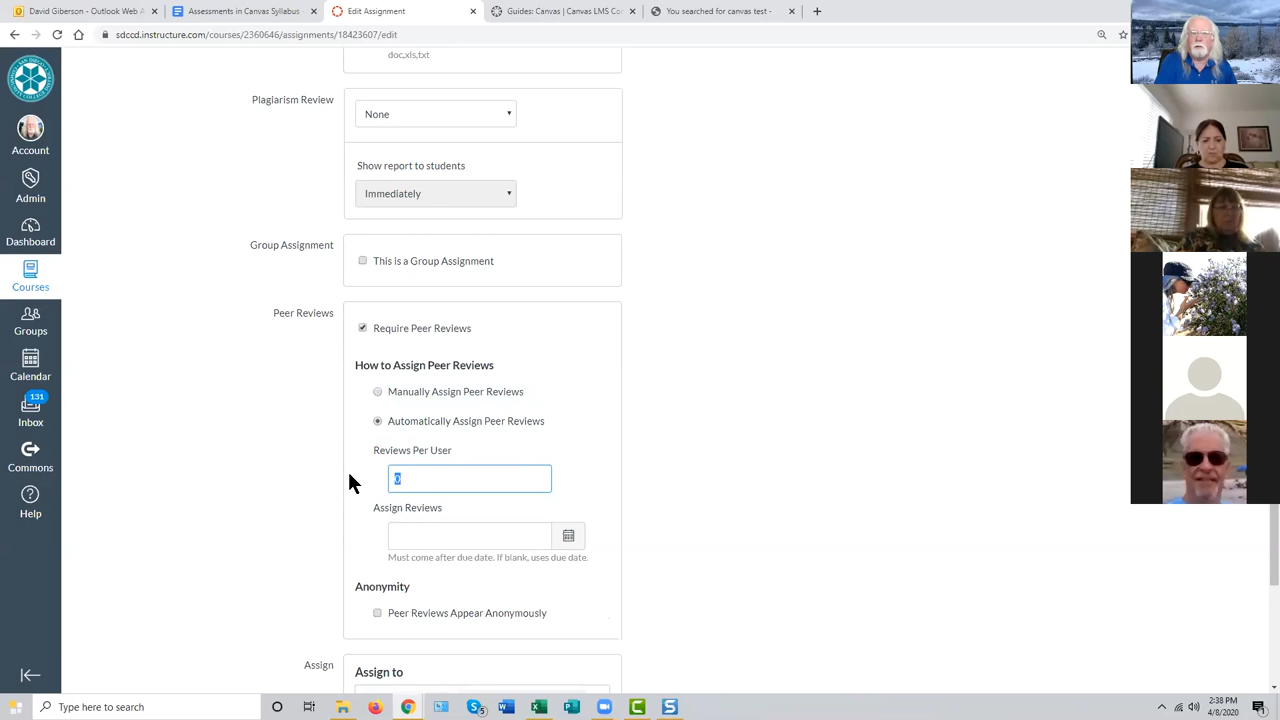 David Giberson - Outlook Web A
Assessments in Canvas Syllabus
Edit Assignment
Guides: Canvas | Canvas LMS Co
You searched for canvas test -
sdccd.instructure.com/courses/2360646/assignments/18423607/edit
doc,xls,txt
Plagiarism Review
None
Account
Show report to students
Immediately
Admin
Dashboard
Group Assignment
This is a Group Assignment
Courses
Peer Reviews
Require Peer Reviews
Groups
How to Assign Peer Reviews
Manually Assign Peer Reviews
Calendar
131
Automatically Assign Peer Reviews
Inbox
Reviews Per User
Commons
0
Assign Reviews
Help
Must come after due date. If blank, uses due date.
Anonymity
Peer Reviews Appear Anonymously
Assign
Assign to
Type here to search
5
2:38 PM
4/8/2020
1